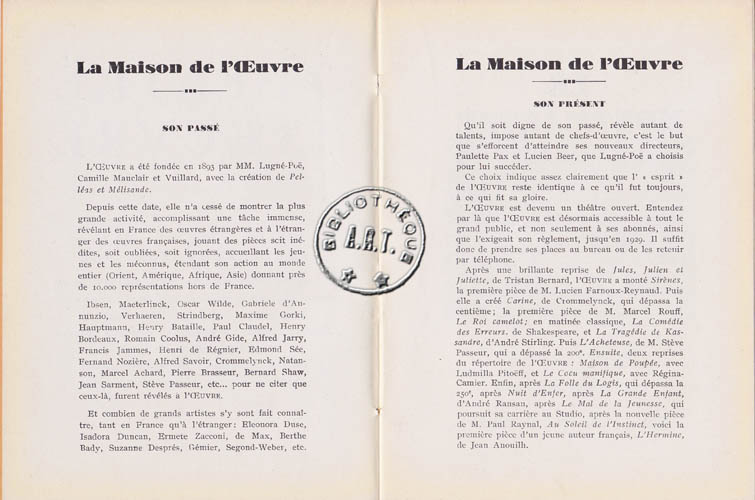 La Maison de l'Œuvre
SON PASSÉ
L'ŒUVRE a été fondée en 1893 par MM. Lugné-Poë,
Camille Mauclair et Vuillard, avec la création de Pel-
léas et Mélisande.
Depuis cette date, elle n'a cessé de montrer la plus
grande activité, accomplissant une tâche immense,
révélant en France des œuvres étrangères et à l'étran-
ger des œuvres françaises, jouant des pièces soit iné-
dites, soit oubliées, soit ignorées, accueillant les jeu-
nes et les méconnus, étendant son action au monde
entier (Orient, Amérique, Afrique, Asie) donnant près
de 10.000 représentations hors de France.
Ibsen, Maeterlinck, Oscar Wilde, Gabriele d'An-
nunzio, Verhaeren, Strindberg, Maxime Gorki,
Hauptmann, Henry Bataille, Paul Claudel, Henry
Bordeaux, Romain Coolus, André Gide, Alfred Jarry,
Francis Jammes, Henri de Régnier, Edmond Sée,
Fernand Nozière, Alfred Savoir, Crommelynck, Natan-
son, Marcel Achard, Pierre Brasseur, Bernard Shaw,
Jean Sarment, Stève Passeur, etc... pour ne citer que
ceux-là, furent révélés à l'ŒUVRE.
Et combien de grands artistes s'y sont fait connaî-
tre, tant en France qu'à l'étranger : Eleonora Duse,
Isadora Duncan, Ermete Zacconi, de Max, Berthe
Bady, Suzanne Desprès, Gémier, Segond-Weber, etc.
BIBLIOTHÈQUE
A.R.T.
La Maison de l'Œuvre
SON PRÉSENT
Qu'il soit digne de son passé, révèle autant de
talents, impose autant de chefs-d'œuvre, c'est le but
que s'efforcent d'atteindre ses nouveaux directeurs,
Paulette Pax et Lucien Beer, que Lugné-Poë a choisis
pour lui succéder.
Ce choix indique assez clairement que l' « esprit »
de l'ŒUVRE reste identique à ce qu'il fut toujours,
à ce qui fit sa gloire.
L'ŒUVRE est devenu un théâtre ouvert. Entendez
par là que l'ŒUVRE est désormais accessible à tout le
grand public, et non seulement à ses abonnés, ainsi
que l'exigeait son règlement, jusqu'en 1929. Il suffit
donc de prendre ses places au bureau ou de les retenir
par téléphone.
Après une brillante reprise de Jules, Julien et
Juliette, de Tristan Bernard, l'ŒUVRE a monté Sirènes,
la première pièce de M. Lucien Farnoux-Reynaud. Puis
elle a créé Carine, de Crommelynck, qui dépassa la
centième; la première pièce de M. Marcel Rouff,
Le Roi camelot; en matinée classique, La Comédie
des Erreurs, de Shakespeare, et La Tragédie de Kas-
sandre, d'André Stirling. Puis L'Acheteuse, de M. Stève
Passeur, qui a dépassé la 200e. Ensuite, deux reprises
du répertoire de l'ŒUVRE : Maison de Poupée, avec
Ludmilla Pitoëff, et Le Cocu manifique, avec Régina-
Camier. Enfin, après La Folle du Logis, qui dépassa la
250e, après Nuit d'Enfer, après La Grande Enfant,
d'André Ransan, après Le Mal de la Jeunesse, qui
poursuit sa carrière au Studio, après la nouvelle pièce
de M. Paul Raynal, Au Soleil de l'Instinct, voici la
première pièce d'un jeune auteur français, L'Hermine,
de Jean Anouilh.